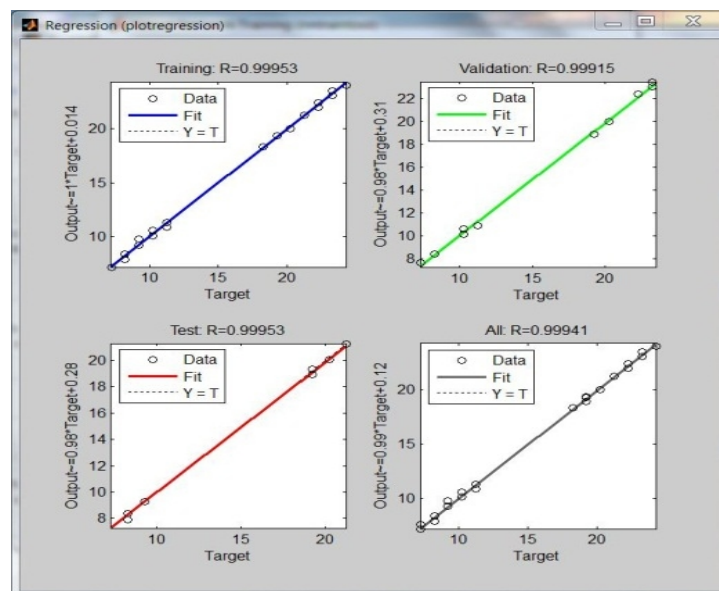 Regression (plotregression)
Training: R=0.99953
Output~=1*Target+0.014
Data
Fit
Y = T
20
15
10
10
15
20
Target
Validation: R=0.99915
Output~=0.98*Target+0.31
Data
Fit
Y = T
22
20
18
16
14
12
10
8
10
15
20
Target
Test: R=0.99953
Output~=0.98*Target+0.28
Data
Fit
Y = T
20
18
16
14
12
10
8
10
15
20
Target
All: R=0.99941
Output~=0.99*Target+0.12
Data
Fit
Y = T
20
15
10
10
15
20
Target